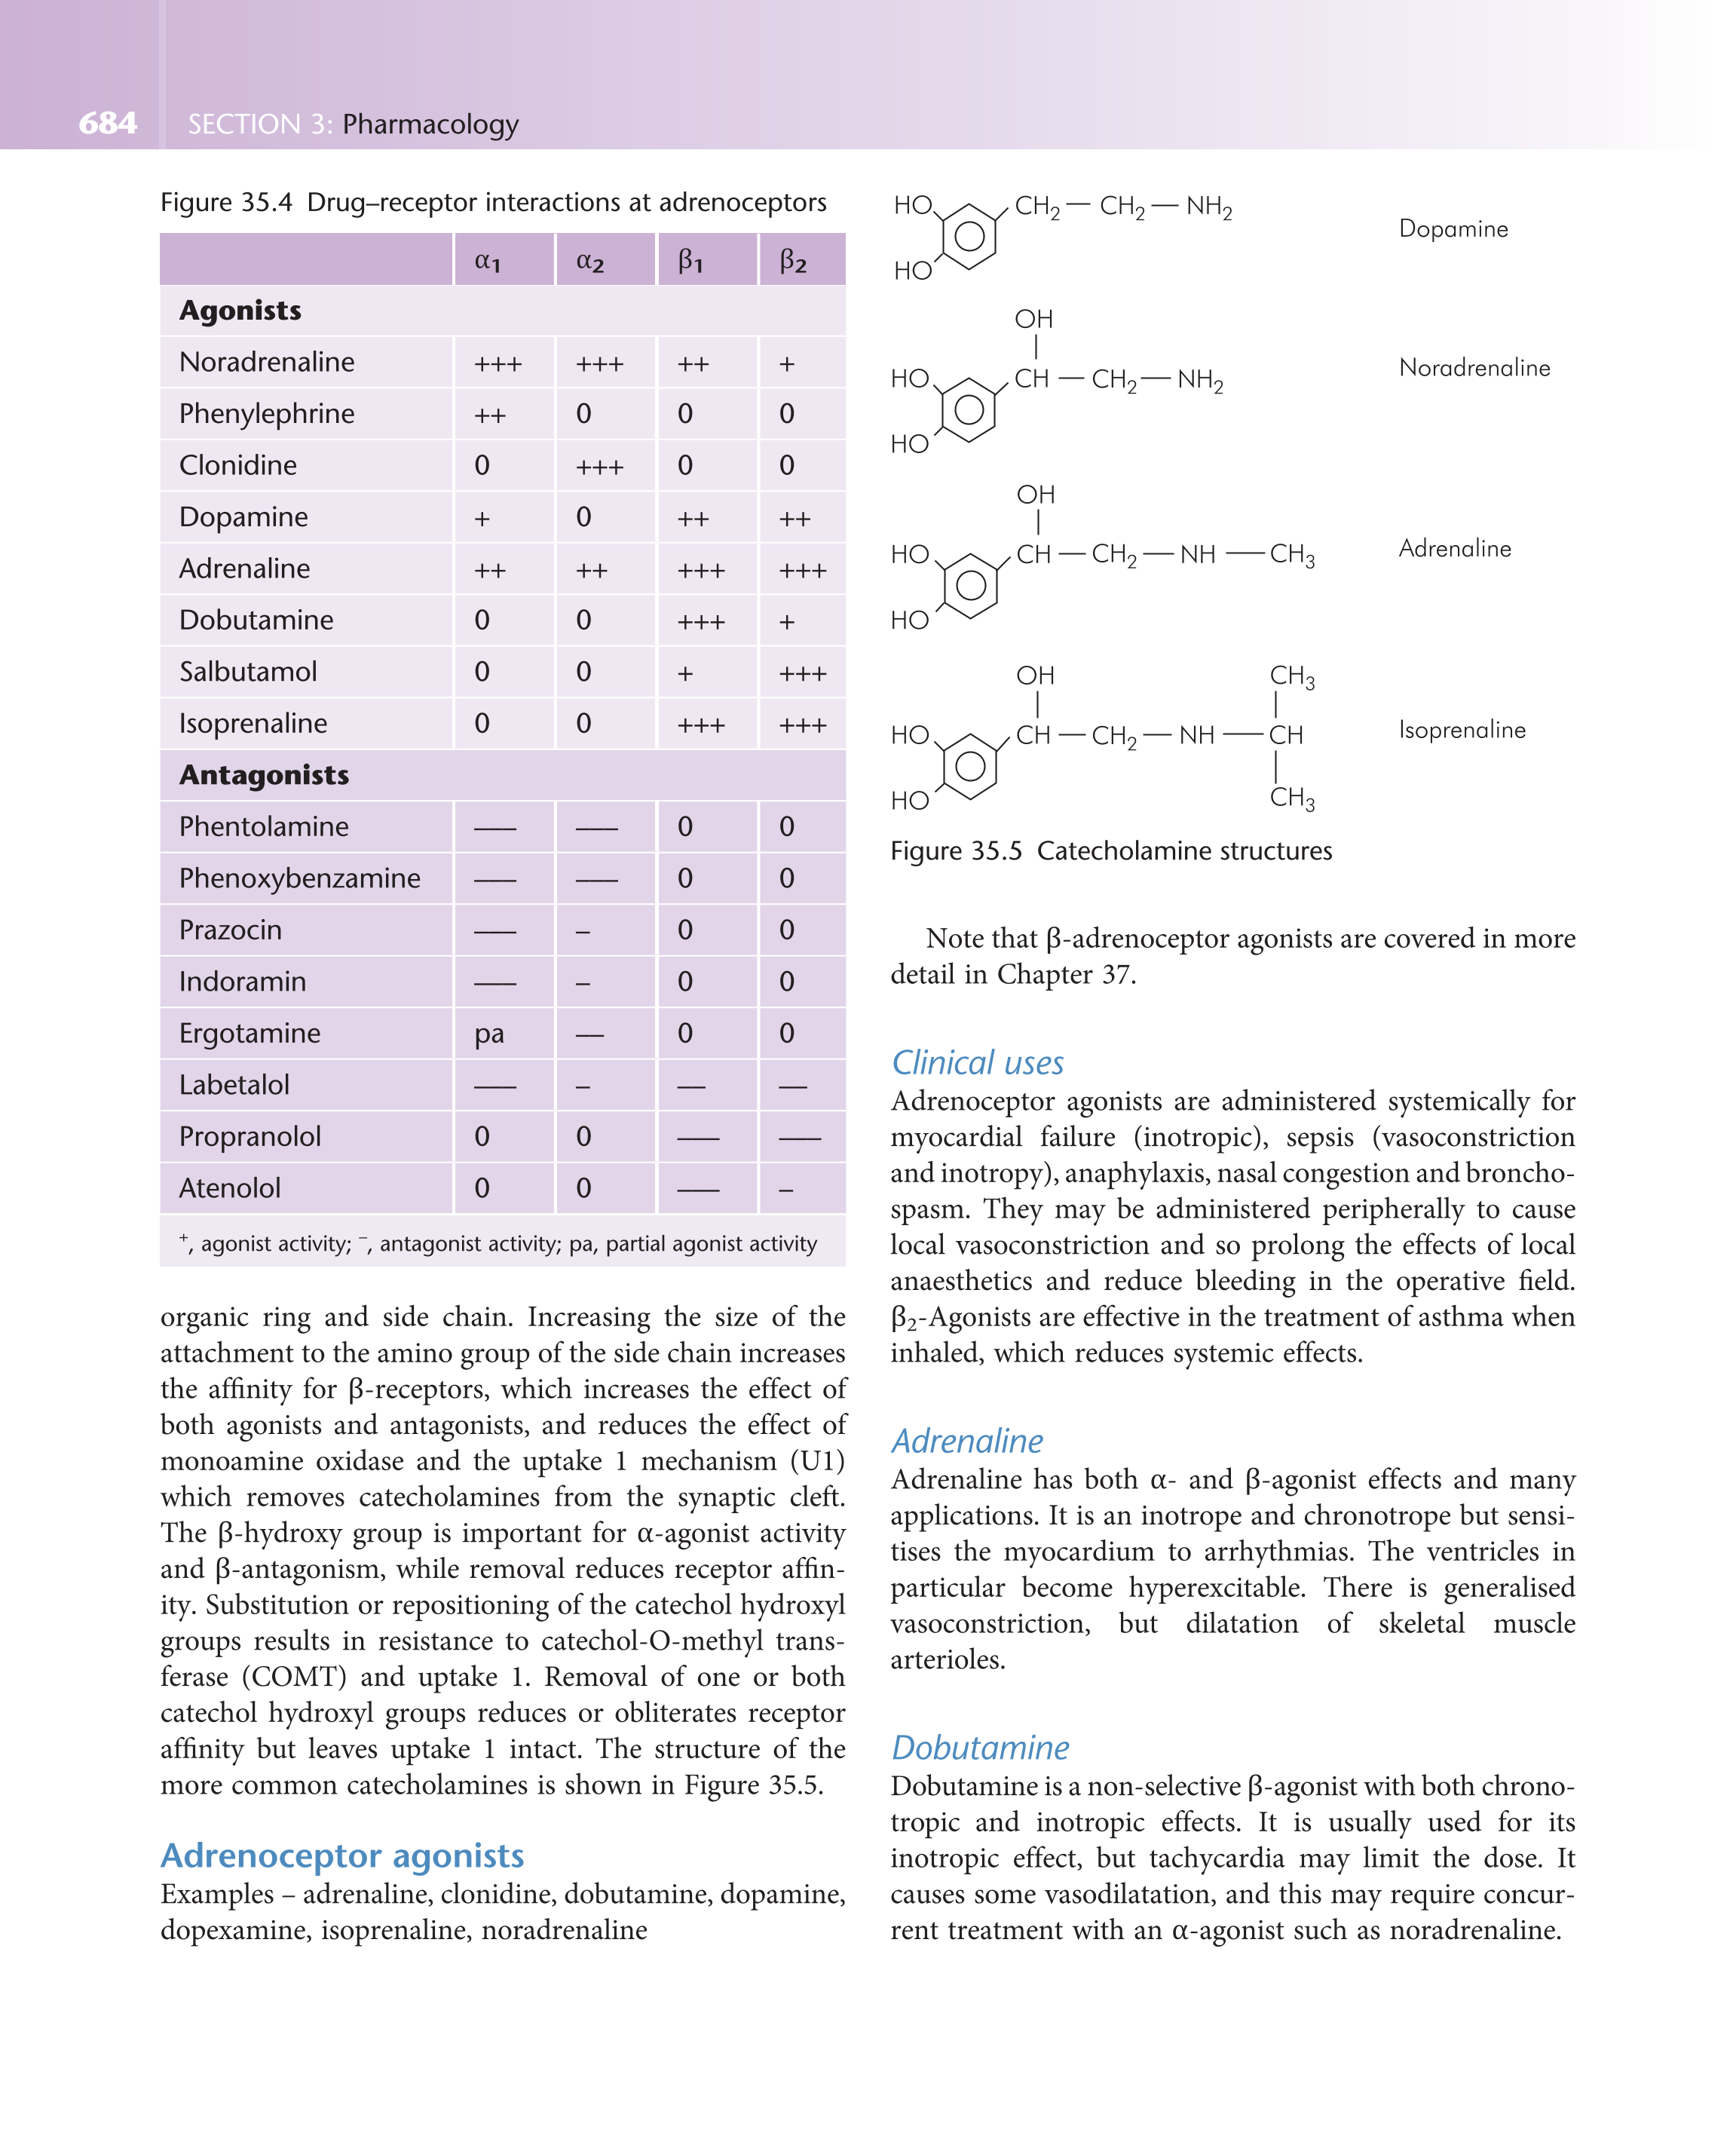 684 SECTION 3: Pharmacology
Figure 35.4 Drug–receptor interactions at adrenoceptors
α1 α2 β1 β2
Agonists
Noradrenaline +++ +++ ++ +
Phenylephrine ++ 0 0 0
Clonidine 0 +++ 0 0
Dopamine + 0 ++ ++
Adrenaline ++ ++ +++ +++
Dobutamine 0 0 +++ +
Salbutamol 0 0 + +++
Isoprenaline 0 0 +++ +++
Antagonists
Phentolamine ––– ––– 0 0
Phenoxybenzamine ––– ––– 0 0
Prazocin ––– – 0 0
Indoramin ––– – 0 0
Ergotamine pa –– 0 0
Labetalol ––– – –– ––
Propranolol 0 0 ––– –––
Atenolol 0 0 ––– –
+, agonist activity; –, antagonist activity; pa, partial agonist activity
organic ring and side chain. Increasing the size of the
attachment to the amino group of the side chain increases
the affinity for β-receptors, which increases the effect of
both agonists and antagonists, and reduces the effect of
monoamine oxidase and the uptake 1 mechanism (U1)
which removes catecholamines from the synaptic cleft.
The β-hydroxy group is important for α-agonist activity
and β-antagonism, while removal reduces receptor affin-
ity. Substitution or repositioning of the catechol hydroxyl
groups results in resistance to catechol-O-methyl trans-
ferase (COMT) and uptake 1. Removal of one or both
catechol hydroxyl groups reduces or obliterates receptor
affinity but leaves uptake 1 intact. The structure of the
more common catecholamines is shown in Figure 35.5.
Adrenoceptor agonists
Examples – adrenaline, clonidine, dobutamine, dopamine,
dopexamine, isoprenaline, noradrenaline
HO CH2 — CH2 — NH2
Dopamine
HO
OH
HO CH — CH2 — NH2
Noradrenaline
HO
OH
HO CH — CH2 — NH — CH3
Adrenaline
HO
OH CH3
HO CH — CH2 — NH — CH
Isoprenaline
HO CH3
Figure 35.5 Catecholamine structures
Note that β-adrenoceptor agonists are covered in more
detail in Chapter 37.
Clinical uses
Adrenoceptor agonists are administered systemically for
myocardial failure (inotropic), sepsis (vasoconstriction
and inotropy), anaphylaxis, nasal congestion and broncho-
spasm. They may be administered peripherally to cause
local vasoconstriction and so prolong the effects of local
anaesthetics and reduce bleeding in the operative field.
β2-Agonists are effective in the treatment of asthma when
inhaled, which reduces systemic effects.
Adrenaline
Adrenaline has both α- and β-agonist effects and many
applications. It is an inotrope and chronotrope but sensi-
tises the myocardium to arrhythmias. The ventricles in
particular become hyperexcitable. There is generalised
vasoconstriction, but dilatation of skeletal muscle
arterioles.
Dobutamine
Dobutamine is a non-selective β-agonist with both chrono-
tropic and inotropic effects. It is usually used for its
inotropic effect, but tachycardia may limit the dose. It
causes some vasodilatation, and this may require concur-
rent treatment with an α-agonist such as noradrenaline.